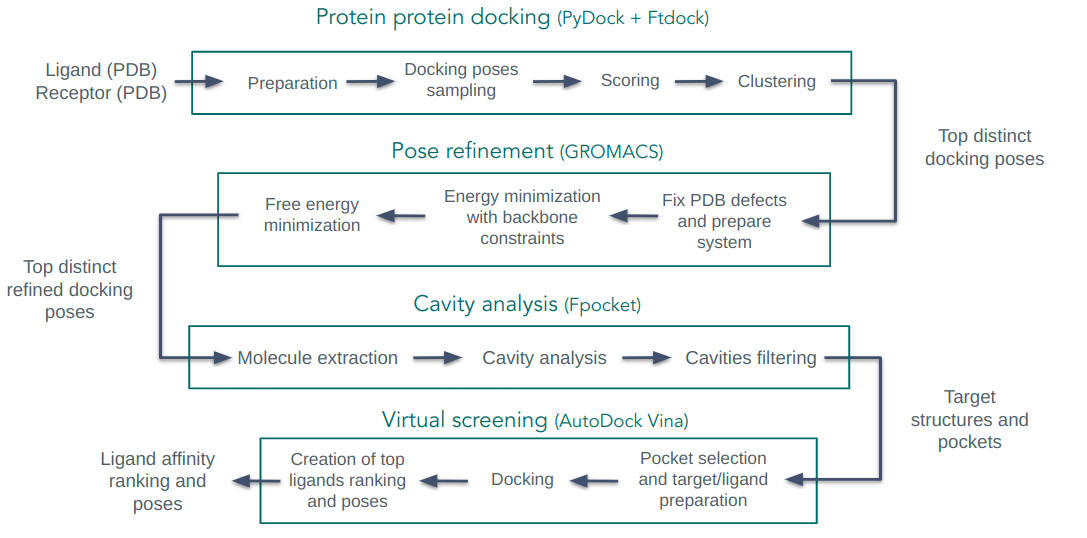 Protein protein docking (PyDock + Ftdock)
Ligand (PDB)
Receptor (PDB)
Preparation
Docking poses
sampling
Scoring
Clustering
Top distinct
docking poses
Pose refinement (GROMACS)
Fix PDB defects
and prepare
system
Energy minimization
with backbone
constraints
Free energy
minimization
Top distinct
refined docking
poses
Cavity analysis (Fpocket)
Molecule extraction
Cavity analysis
Cavities filtering
Target
structures and
pockets
Virtual screening (AutoDock Vina)
Pocket selection
and target/ligand
preparation
Docking
Creation of top
ligands ranking
and poses
Ligand affinity
ranking and
poses